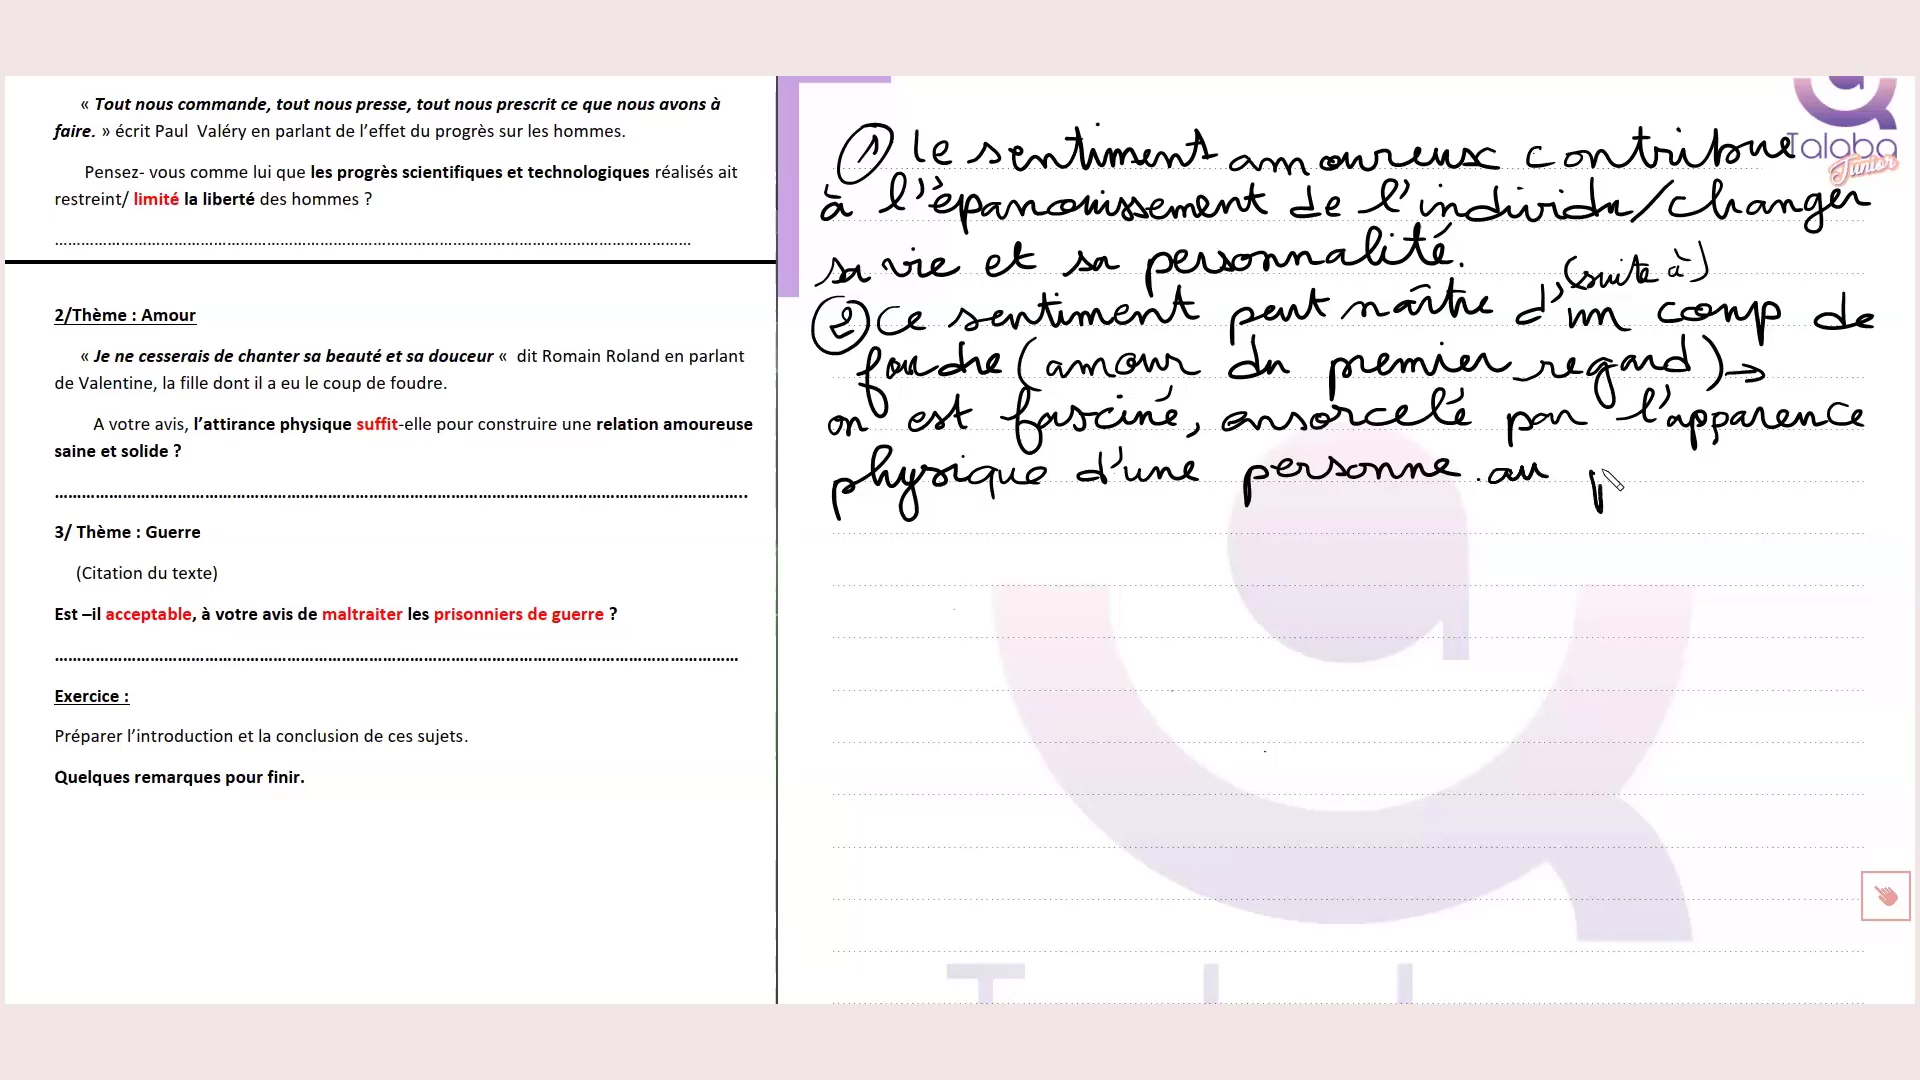 « Tout nous commande, tout nous presse, tout nous prescrit ce que nous avons à
faire. » écrit Paul Valéry en parlant de l’effet du progrès sur les hommes.
Pensez- vous comme lui que les progrès scientifiques et technologiques réalisés ait
restreint/ limité la liberté des hommes ?
2/Thème : Amour
« Je ne cesserais de chanter sa beauté et sa douceur « dit Romain Roland en parlant
de Valentine, la fille dont il a eu le coup de foudre.
A votre avis, l’attirance physique suffit-elle pour construire une relation amoureuse
saine et solide ?
3/ Thème : Guerre
(Citation du texte)
Est –il acceptable, à votre avis de maltraiter les prisonniers de guerre ?
Exercice :
Préparer l’introduction et la conclusion de ces sujets.
Quelques remarques pour finir.
Taloba
Junior
1) le sentiment amoureux contribue
à l'épanouissement de l'individu/changer
sa vie et sa personnalité.
(suite à)
2) Ce sentiment peut naître d'un coup de
foudre (amour du premier regard) →
on est fasciné, ensorcelé par l'apparence
physique d'une personne. au